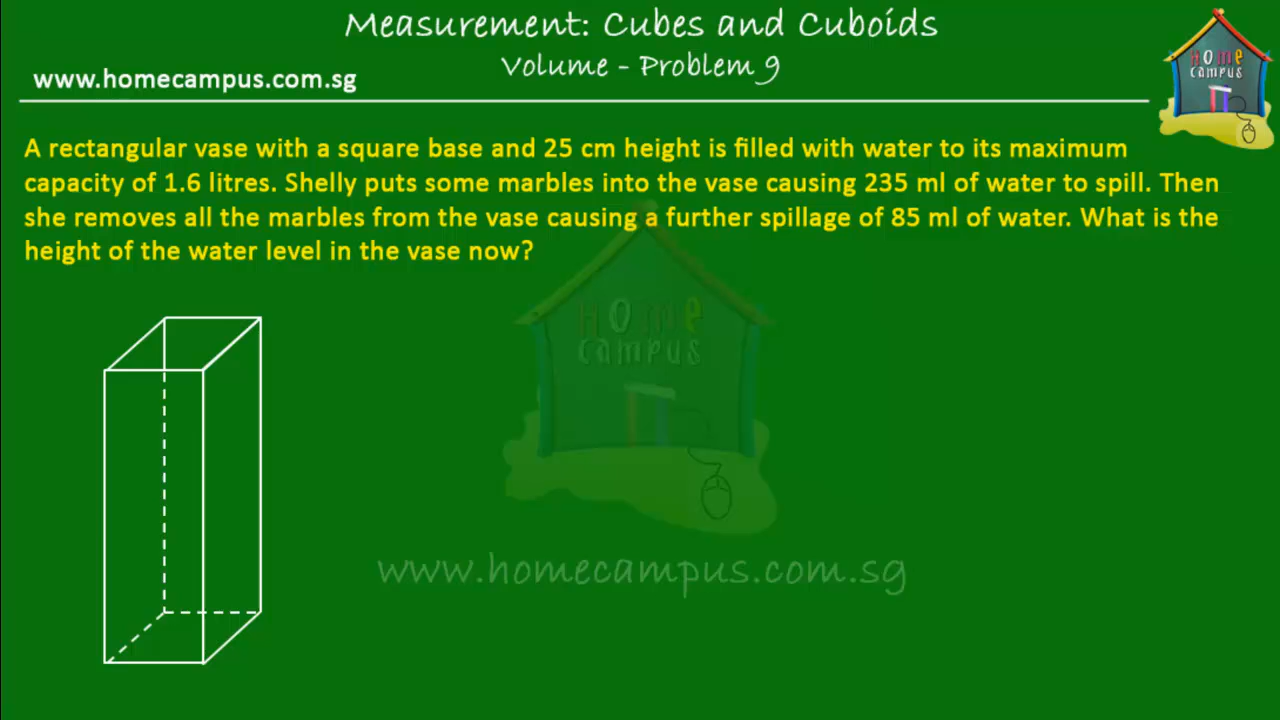 Measurement: Cubes and Cuboids
Volume - Problem 9
www.homecampus.com.sg
HOME
campus
A rectangular vase with a square base and 25 cm height is filled with water to its maximum
capacity of 1.6 litres. Shelly puts some marbles into the vase causing 235 ml of water to spill. Then
she removes all the marbles from the vase causing a further spillage of 85 ml of water. What is the
height of the water level in the vase now?
HOME
campus
www.homecampus.com.sg